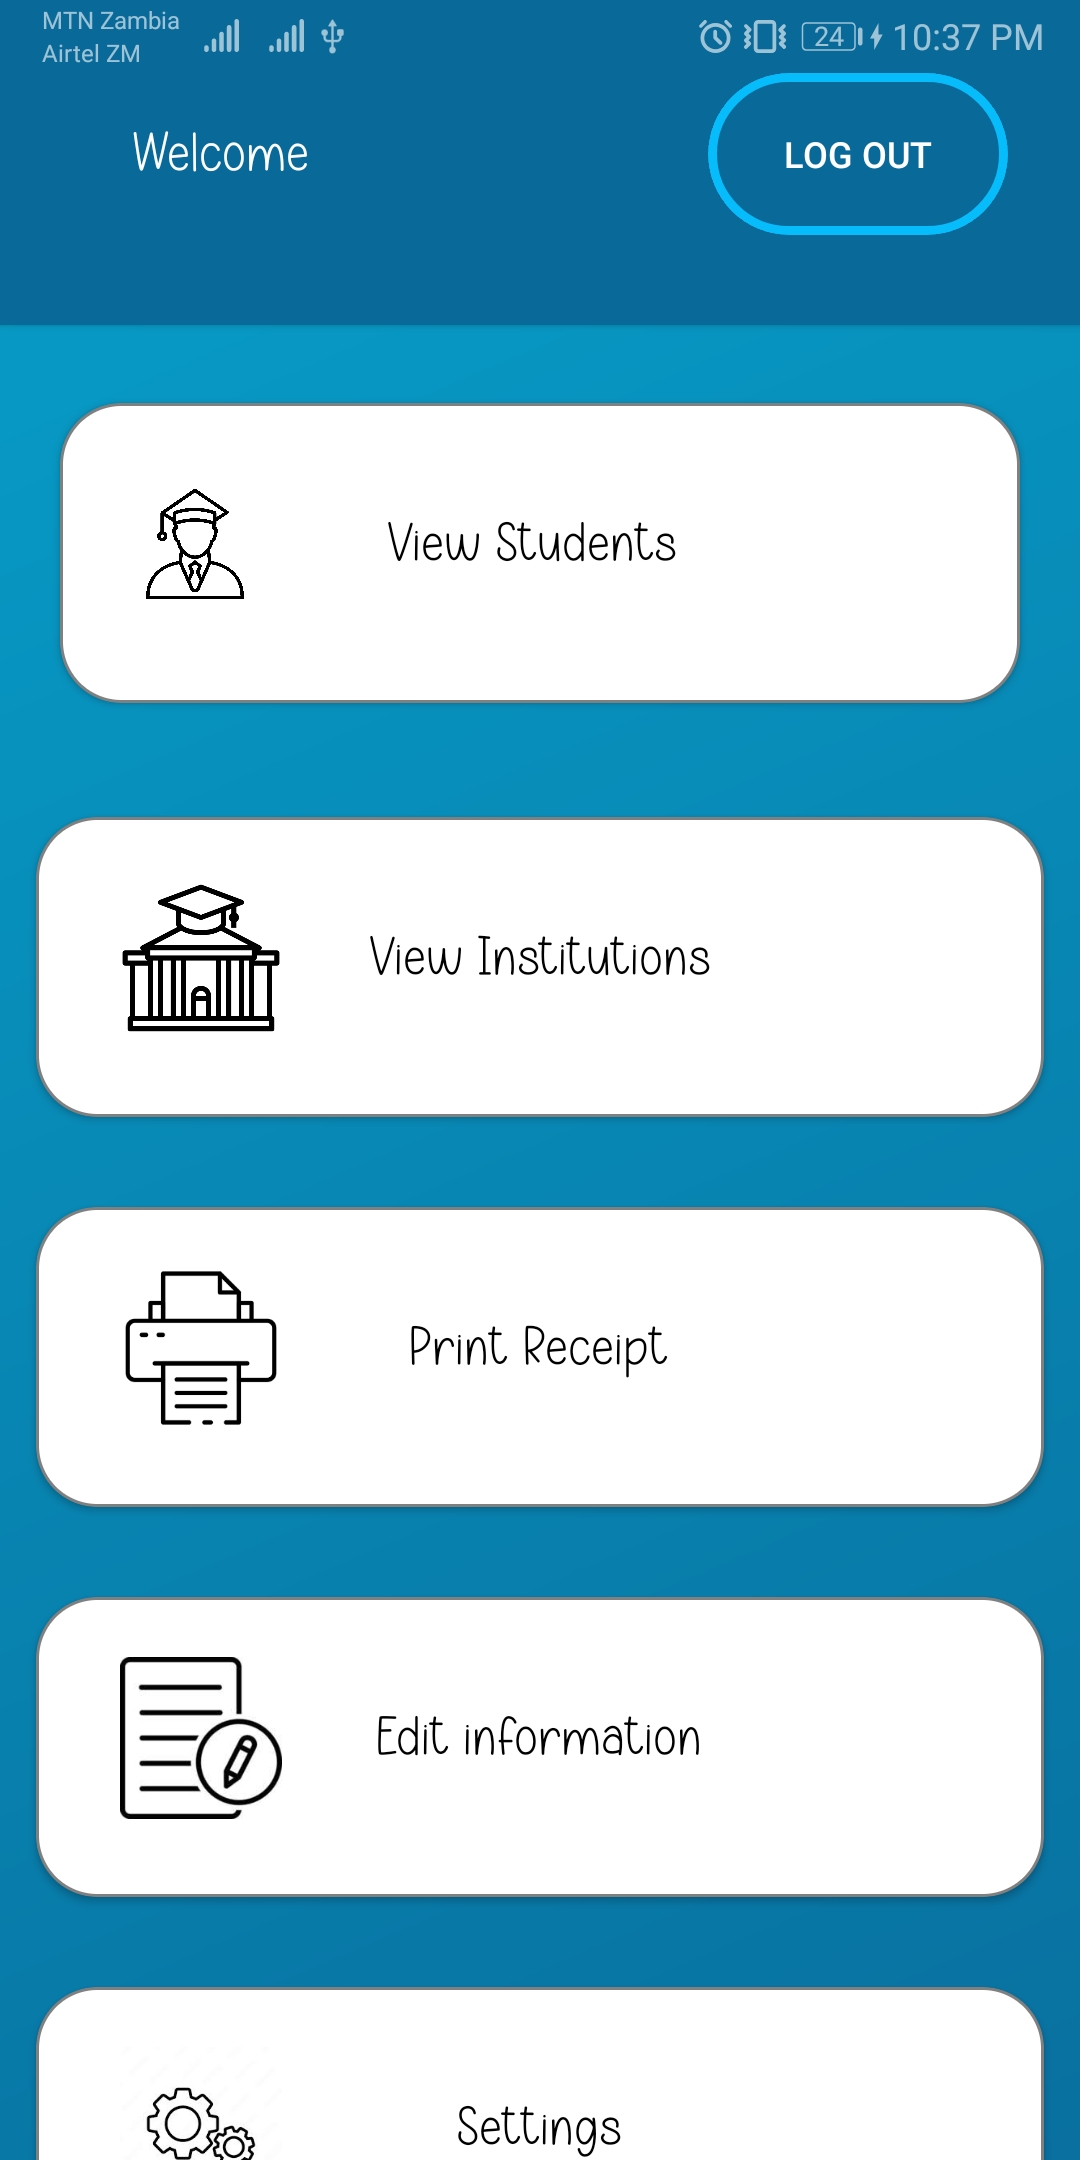 MTN Zambia
Airtel ZM
24 10:37 PM
Welcome
LOG OUT
View Students
View Institutions
Print Receipt
Edit information
Settings